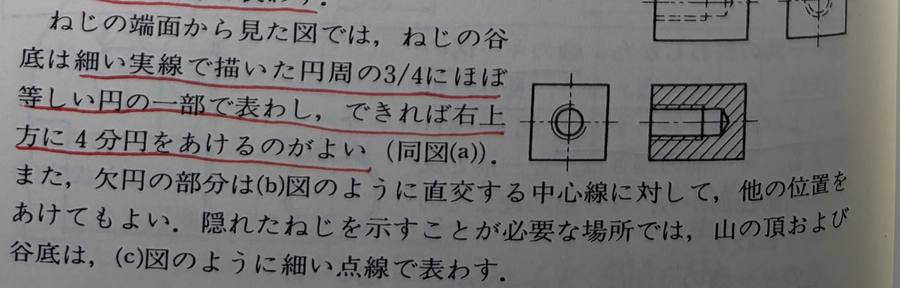 表わす.
ねじの端面から見た図では，ねじの谷
底は細い実線で描いた円周の3/4にほぼ
等しい円の一部で表わし，できれば右上
方に4分円をあけるのがよい（同図(a)）.
また，欠円の部分は(b)図のように直交する中心線に対して，他の位置を
あけてもよい．隠れたねじを示すことが必要な場所では，山の頂および
谷底は，(c)図のように細い点線で表わす．